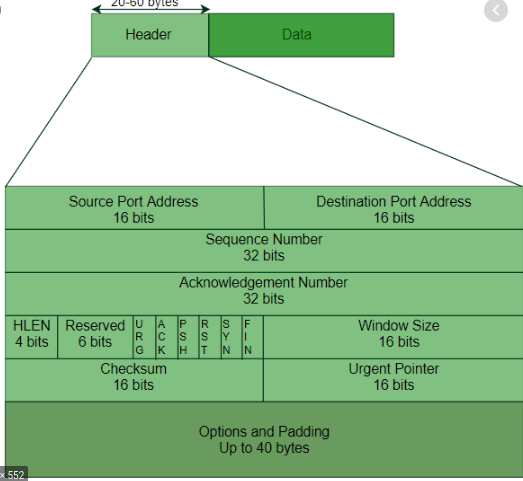 20-60 bytes
Header
Data
Source Port Address
16 bits
Destination Port Address
16 bits
Sequence Number
32 bits
Acknowledgement Number
32 bits
HLEN
4 bits
Reserved
6 bits
URG
ACK
PSH
RST
SYN
FIN
Window Size
16 bits
Checksum
16 bits
Urgent Pointer
16 bits
Options and Padding
Up to 40 bytes
× 552